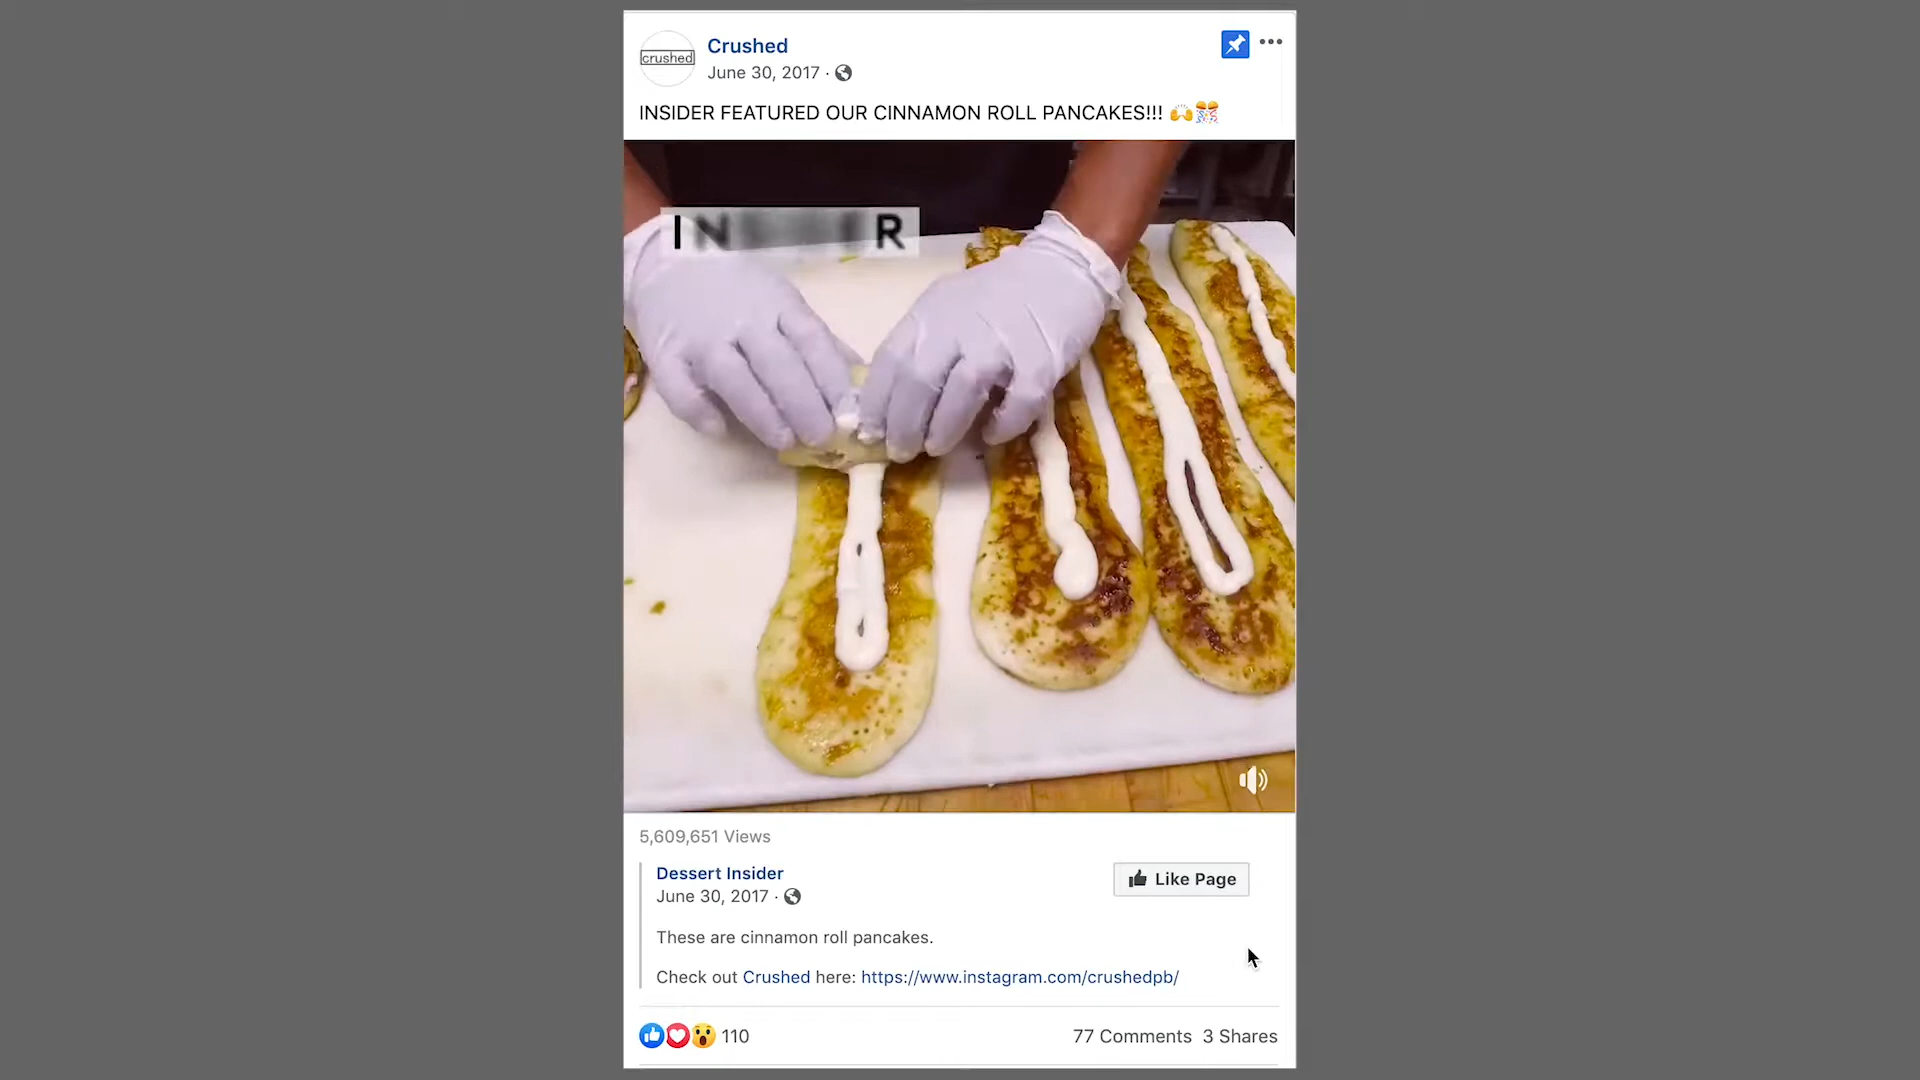 crushed
Crushed
June 30, 2017 ·
INSIDER FEATURED OUR CINNAMON ROLL PANCAKES!!! 🙌🎊
5,609,651 Views
Dessert Insider
Like Page
June 30, 2017 ·
These are cinnamon roll pancakes.
Check out Crushed here: https://www.instagram.com/crushedpb/
110
77 Comments 3 Shares